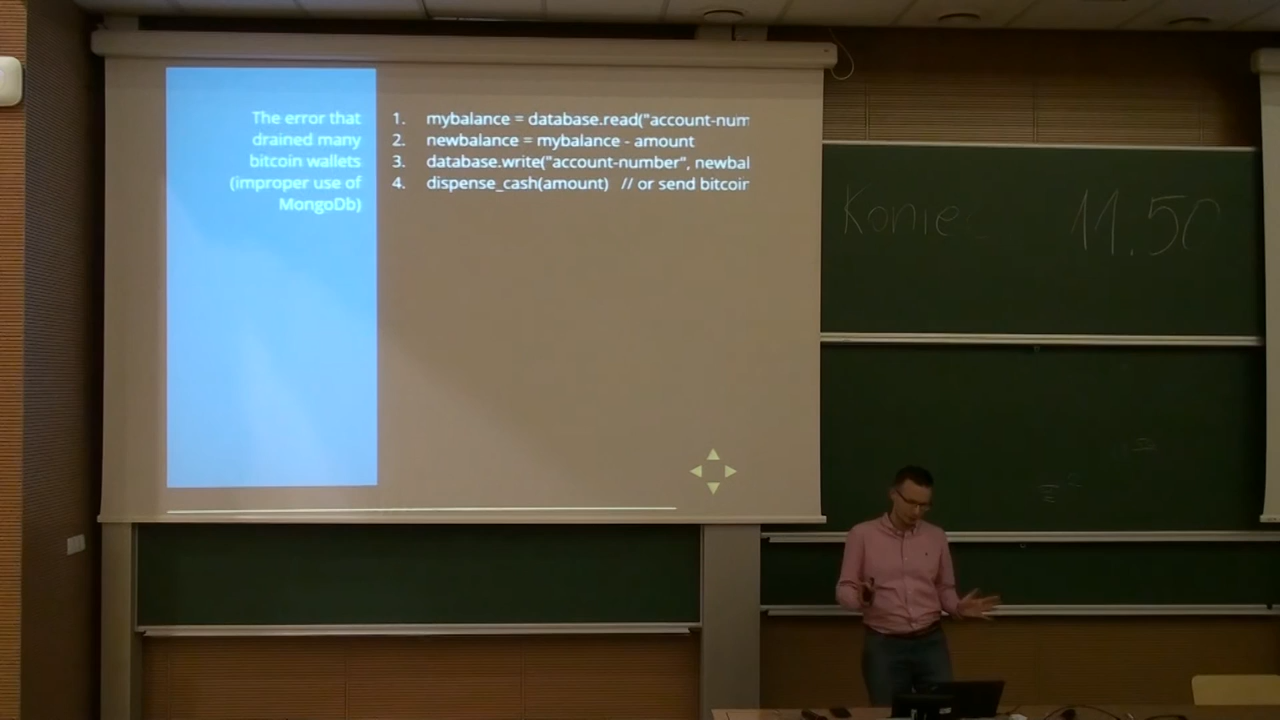 The error that
drained many
bitcoin wallets
(improper use of
MongoDb)
1. mybalance = database.read("account-num
2. newbalance = mybalance - amount
3. database.write("account-number", newbal
4. dispense_cash(amount) // or send bitcoin
Koniec 11.50